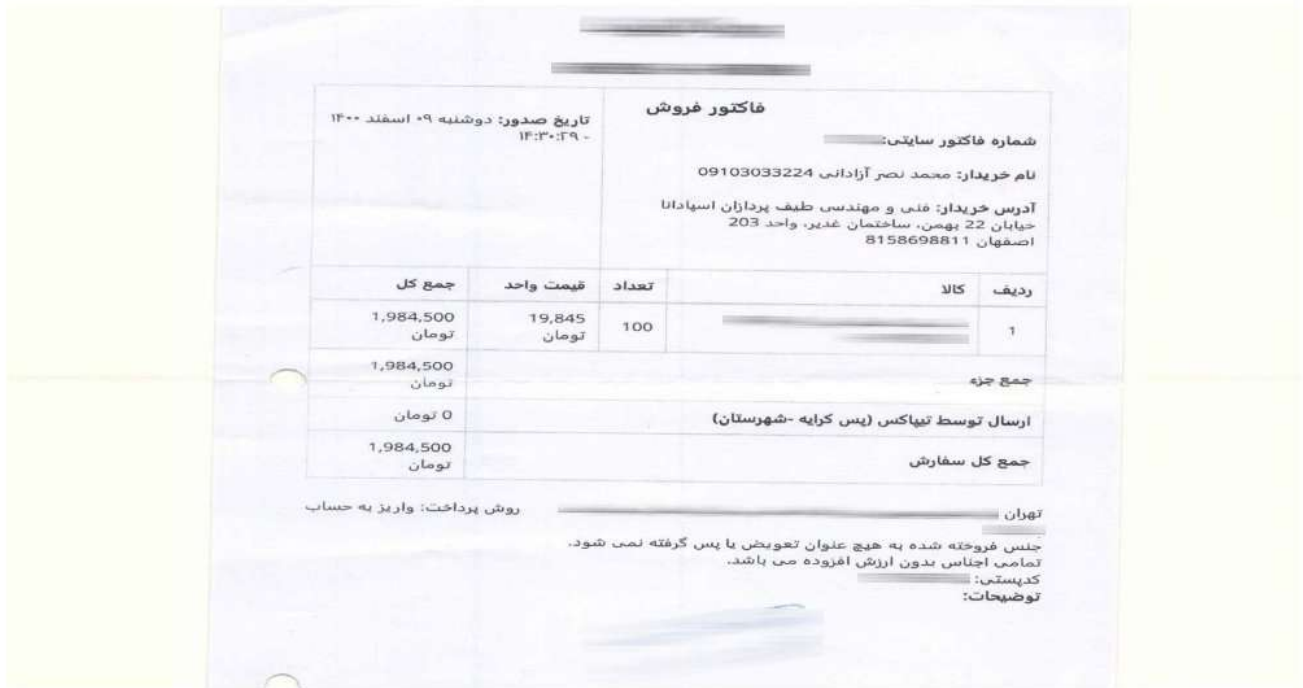 فاکتور فروش
شماره فاکتور سایتی:
نام خریدار: محمد نصر آزادانی 09103033224
آدرس خریدار: فنی و مهندسی طیف پردازان اسپادانا
خیابان 22 بهمن، ساختمان غدیر، واحد 203
اصفهان 8158698811
تاریخ صدور: دوشنبه ۰۹ اسفند ۱۴۰۰
- ۱۴:۳۰:۲۹
ردیف کالا تعداد قیمت واحد جمع کل
1 100 19,845 تومان 1,984,500 تومان
جمع جزء 1,984,500 تومان
ارسال توسط تیپاکس (پس کرایه -شهرستان) 0 تومان
جمع کل سفارش 1,984,500 تومان
تهران روش پرداخت: واریز به حساب
جنس فروخته شده به هیچ عنوان تعویض یا پس گرفته نمی شود.
تمامی اجناس بدون ارزش افزوده می باشد.
کدپستی:
توضیحات: